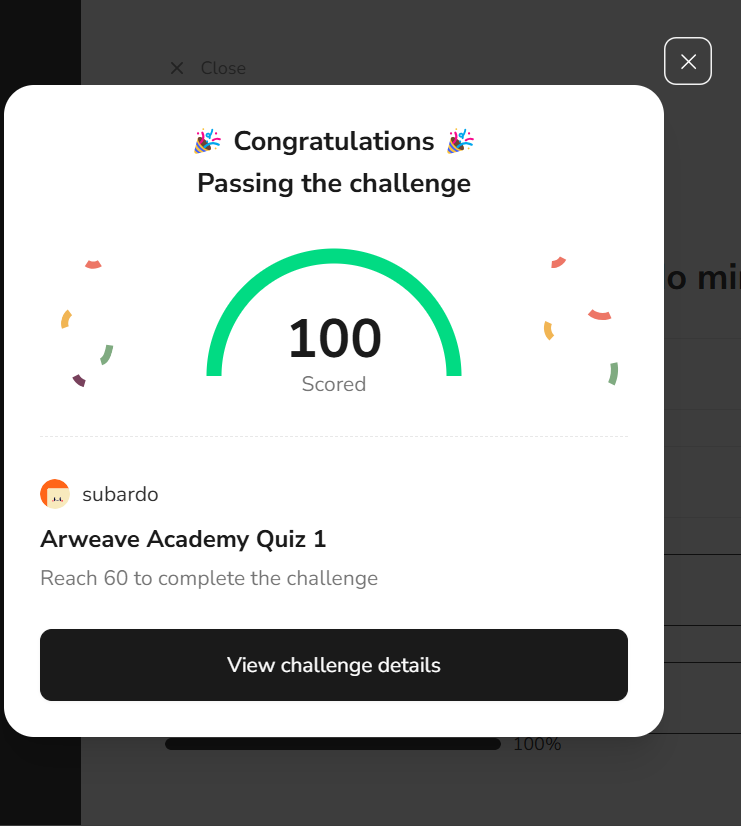 Close
Congratulations
Passing the challenge
o mi
100
Scored
subardo
Arweave Academy Quiz 1
Reach 60 to complete the challenge
View challenge details
100%